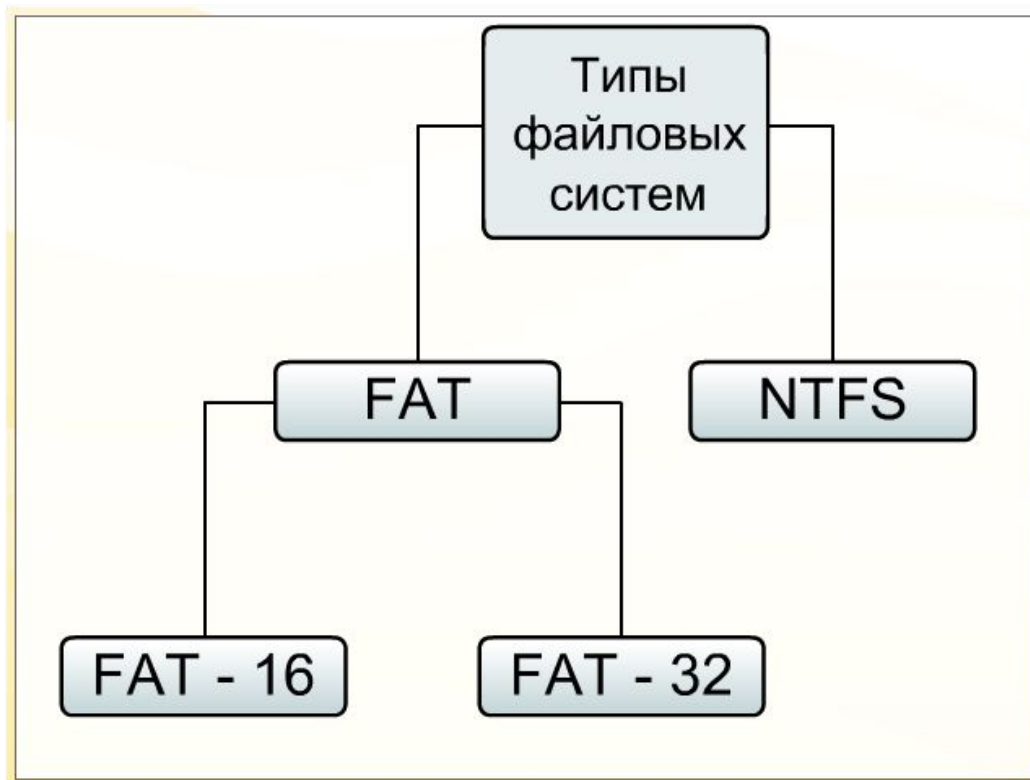 Типы
файловых
систем
FAT
NTFS
FAT - 16
FAT - 32